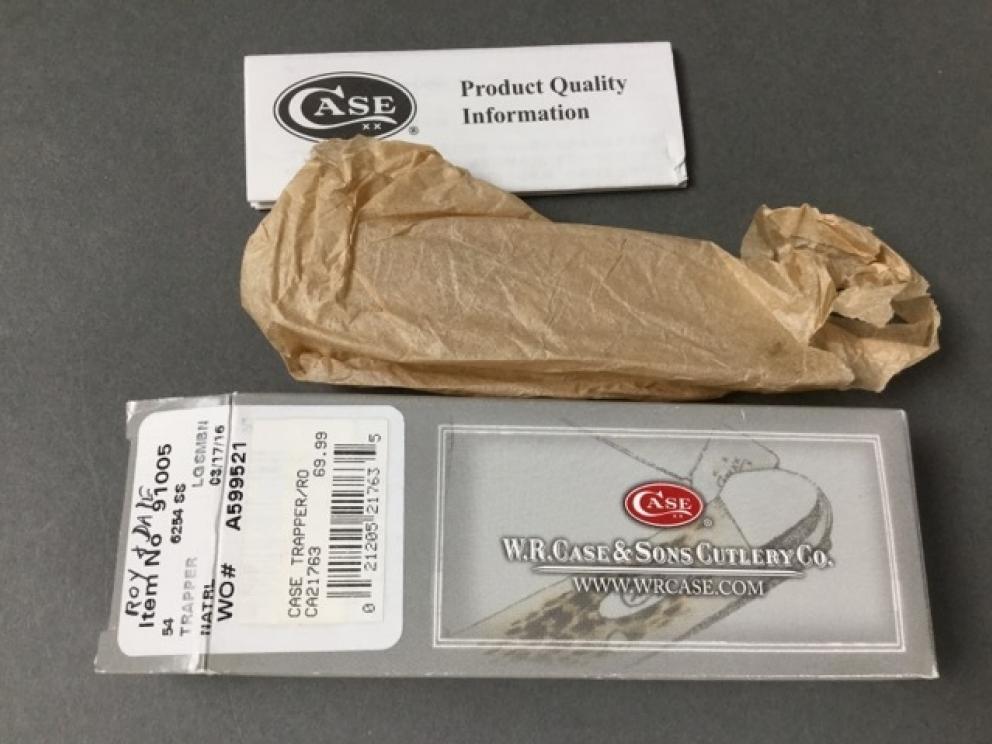 CASE
XX
®
Product Quality
Information
ROY & DALE
Item No 91005
54 6254 SS
TRAPPER LGSMBN
NATRL 03/17/16
WO# A599521
CASE TRAPPER/RO
CA21763 69.99
0 21205 21763 5
CASE
XX
®
W.R. CASE & SONS CUTLERY CO.
WWW.WRCASE.COM